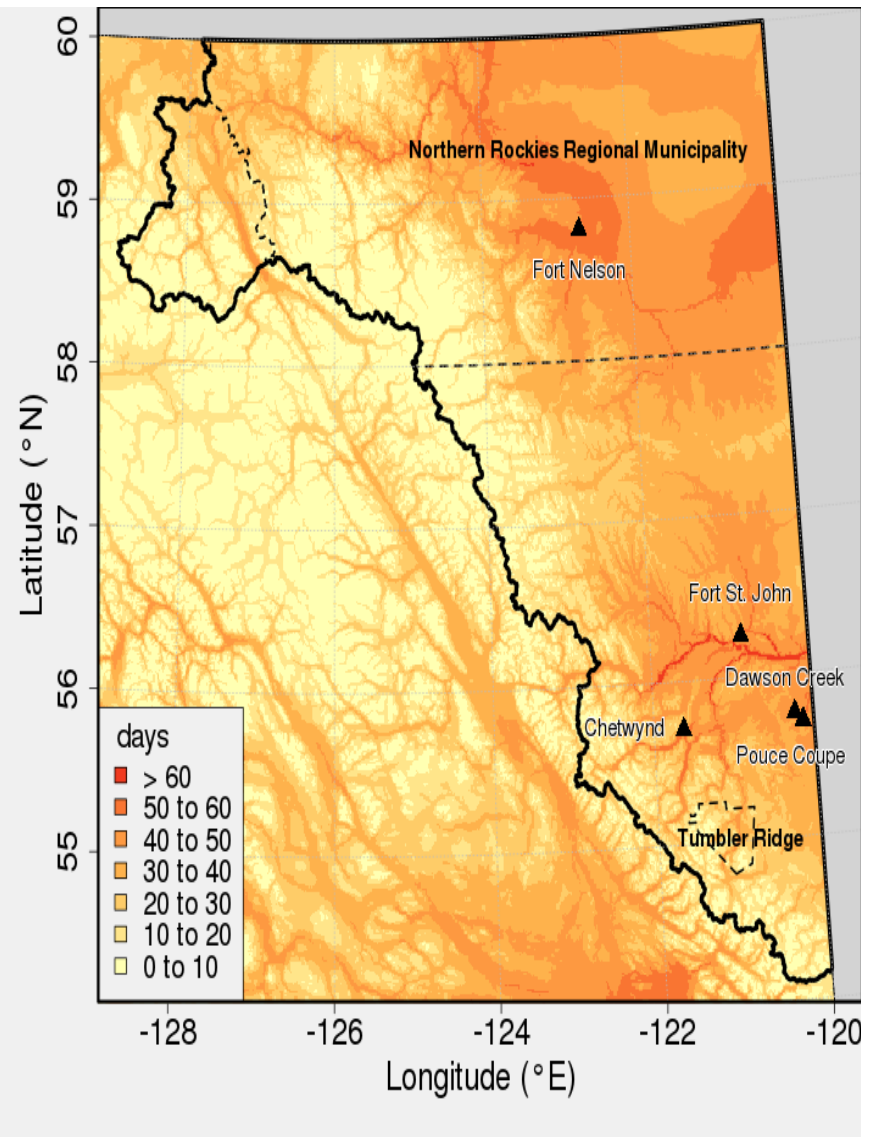 60
59
58
57
56
55
Latitude (°N)
Northern Rockies Regional Municipality
Fort Nelson
Fort St. John
Dawson Creek
Chetwynd
Pouce Coupe
Tumbler Ridge
days
> 60
50 to 60
40 to 50
30 to 40
20 to 30
10 to 20
0 to 10
-128 -126 -124 -122 -120
Longitude (°E)